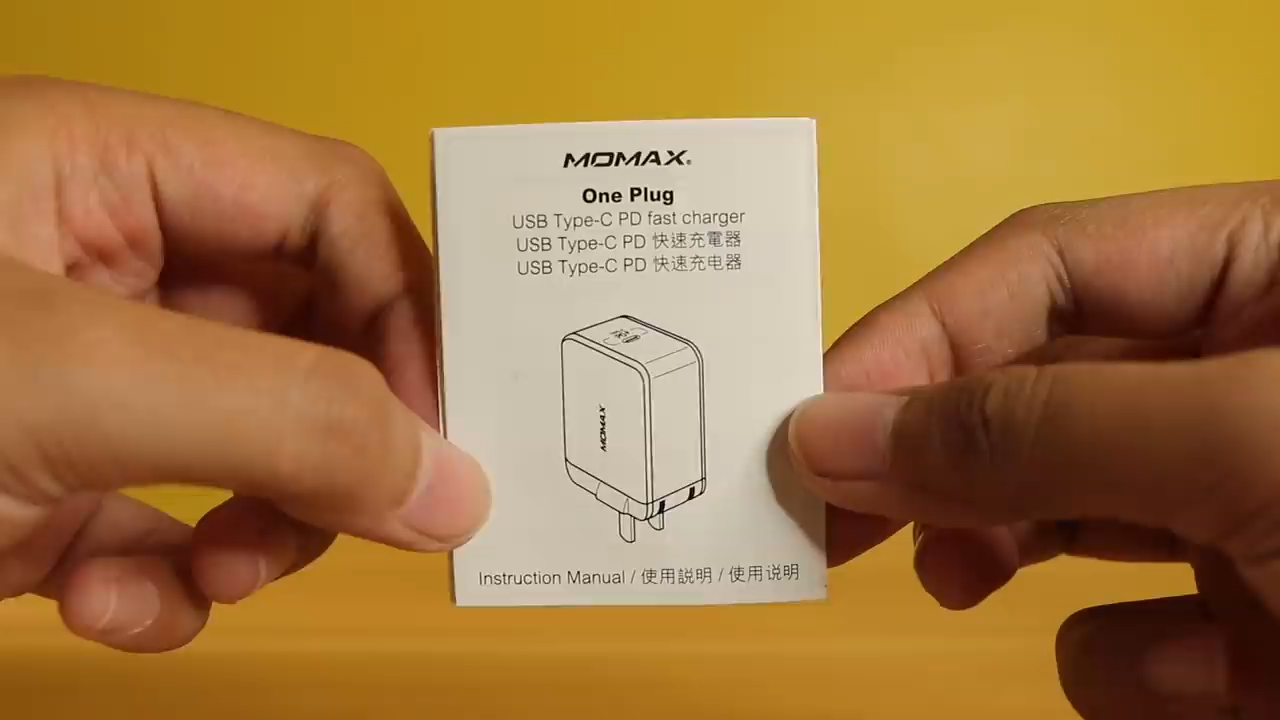 MOMAX®
One Plug
USB Type-C PD fast charger
USB Type-C PD 快速充電器
USB Type-C PD 快速充电器
MOMAX
Instruction Manual / 使用説明 / 使用说明